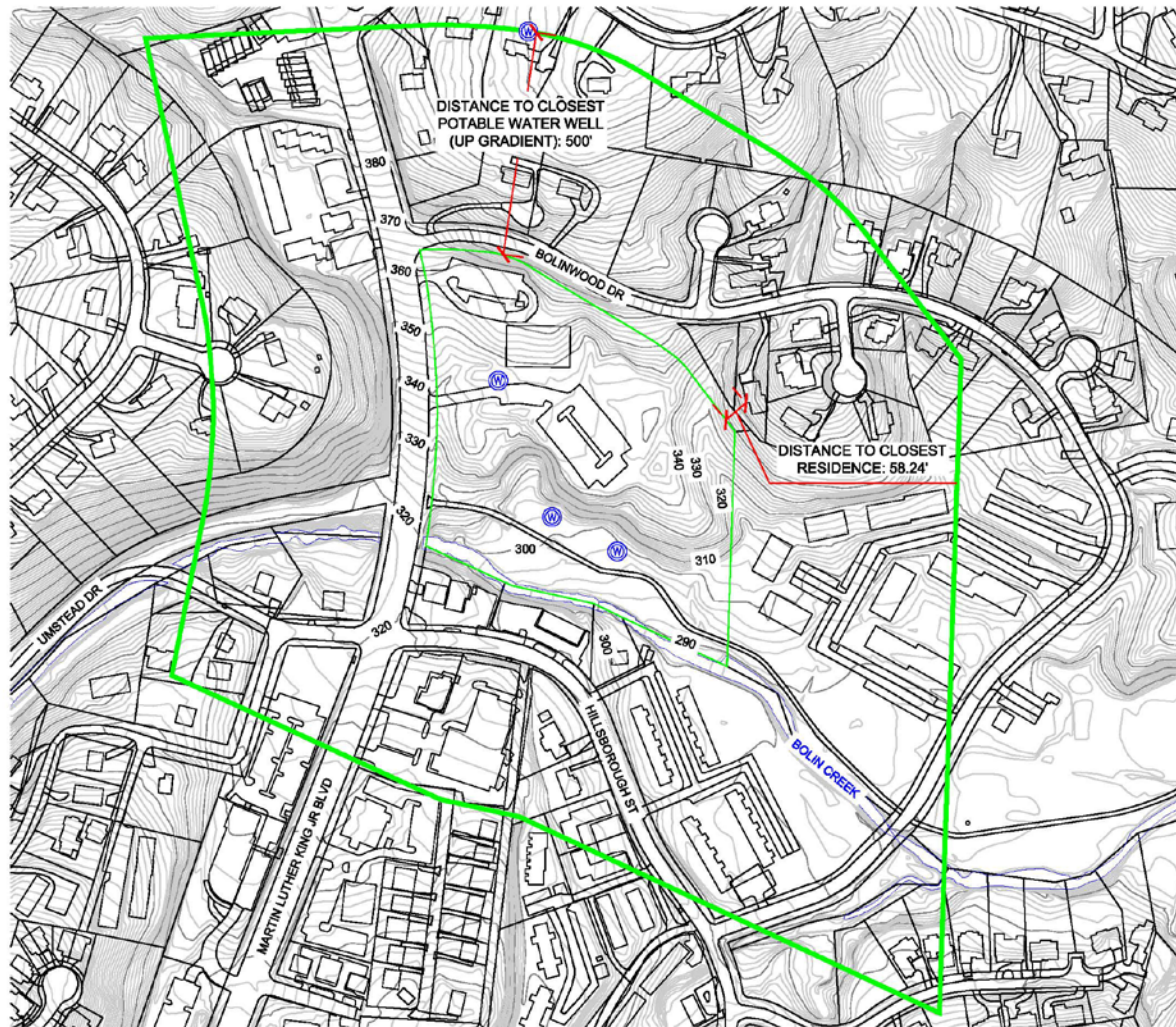 W
DISTANCE TO CLOSEST
POTABLE WATER WELL
(UP GRADIENT): 500'
380
370
BOLINWOOD DR
360
350
340
W
330
DISTANCE TO CLOSEST
RESIDENCE: 58.24'
340
330
320
320
W
300
W
310
UMSTEAD DR
320
300
290
HILLSBOROUGH ST
BOLIN CREEK
MARTIN LUTHER KING JR BLVD